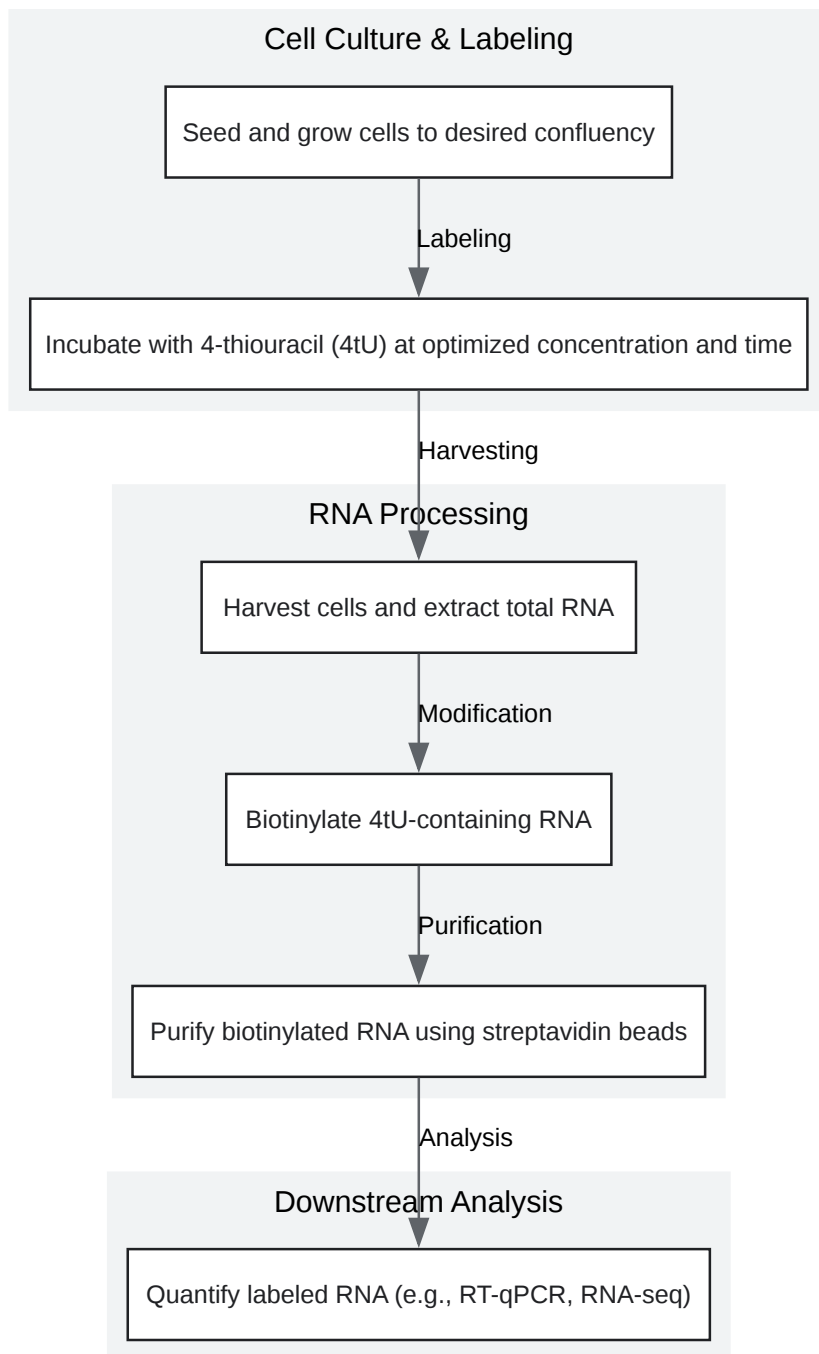 Cell Culture & Labeling
Seed and grow cells to desired confluency
Labeling
Incubate with 4-thiouracil (4tU) at optimized concentration and time
Harvesting
RNA Processing
Harvest cells and extract total RNA
Modification
Biotinylate 4tU-containing RNA
Purification
Purify biotinylated RNA using streptavidin beads
Analysis
Downstream Analysis
Quantify labeled RNA (e.g., RT-qPCR, RNA-seq)